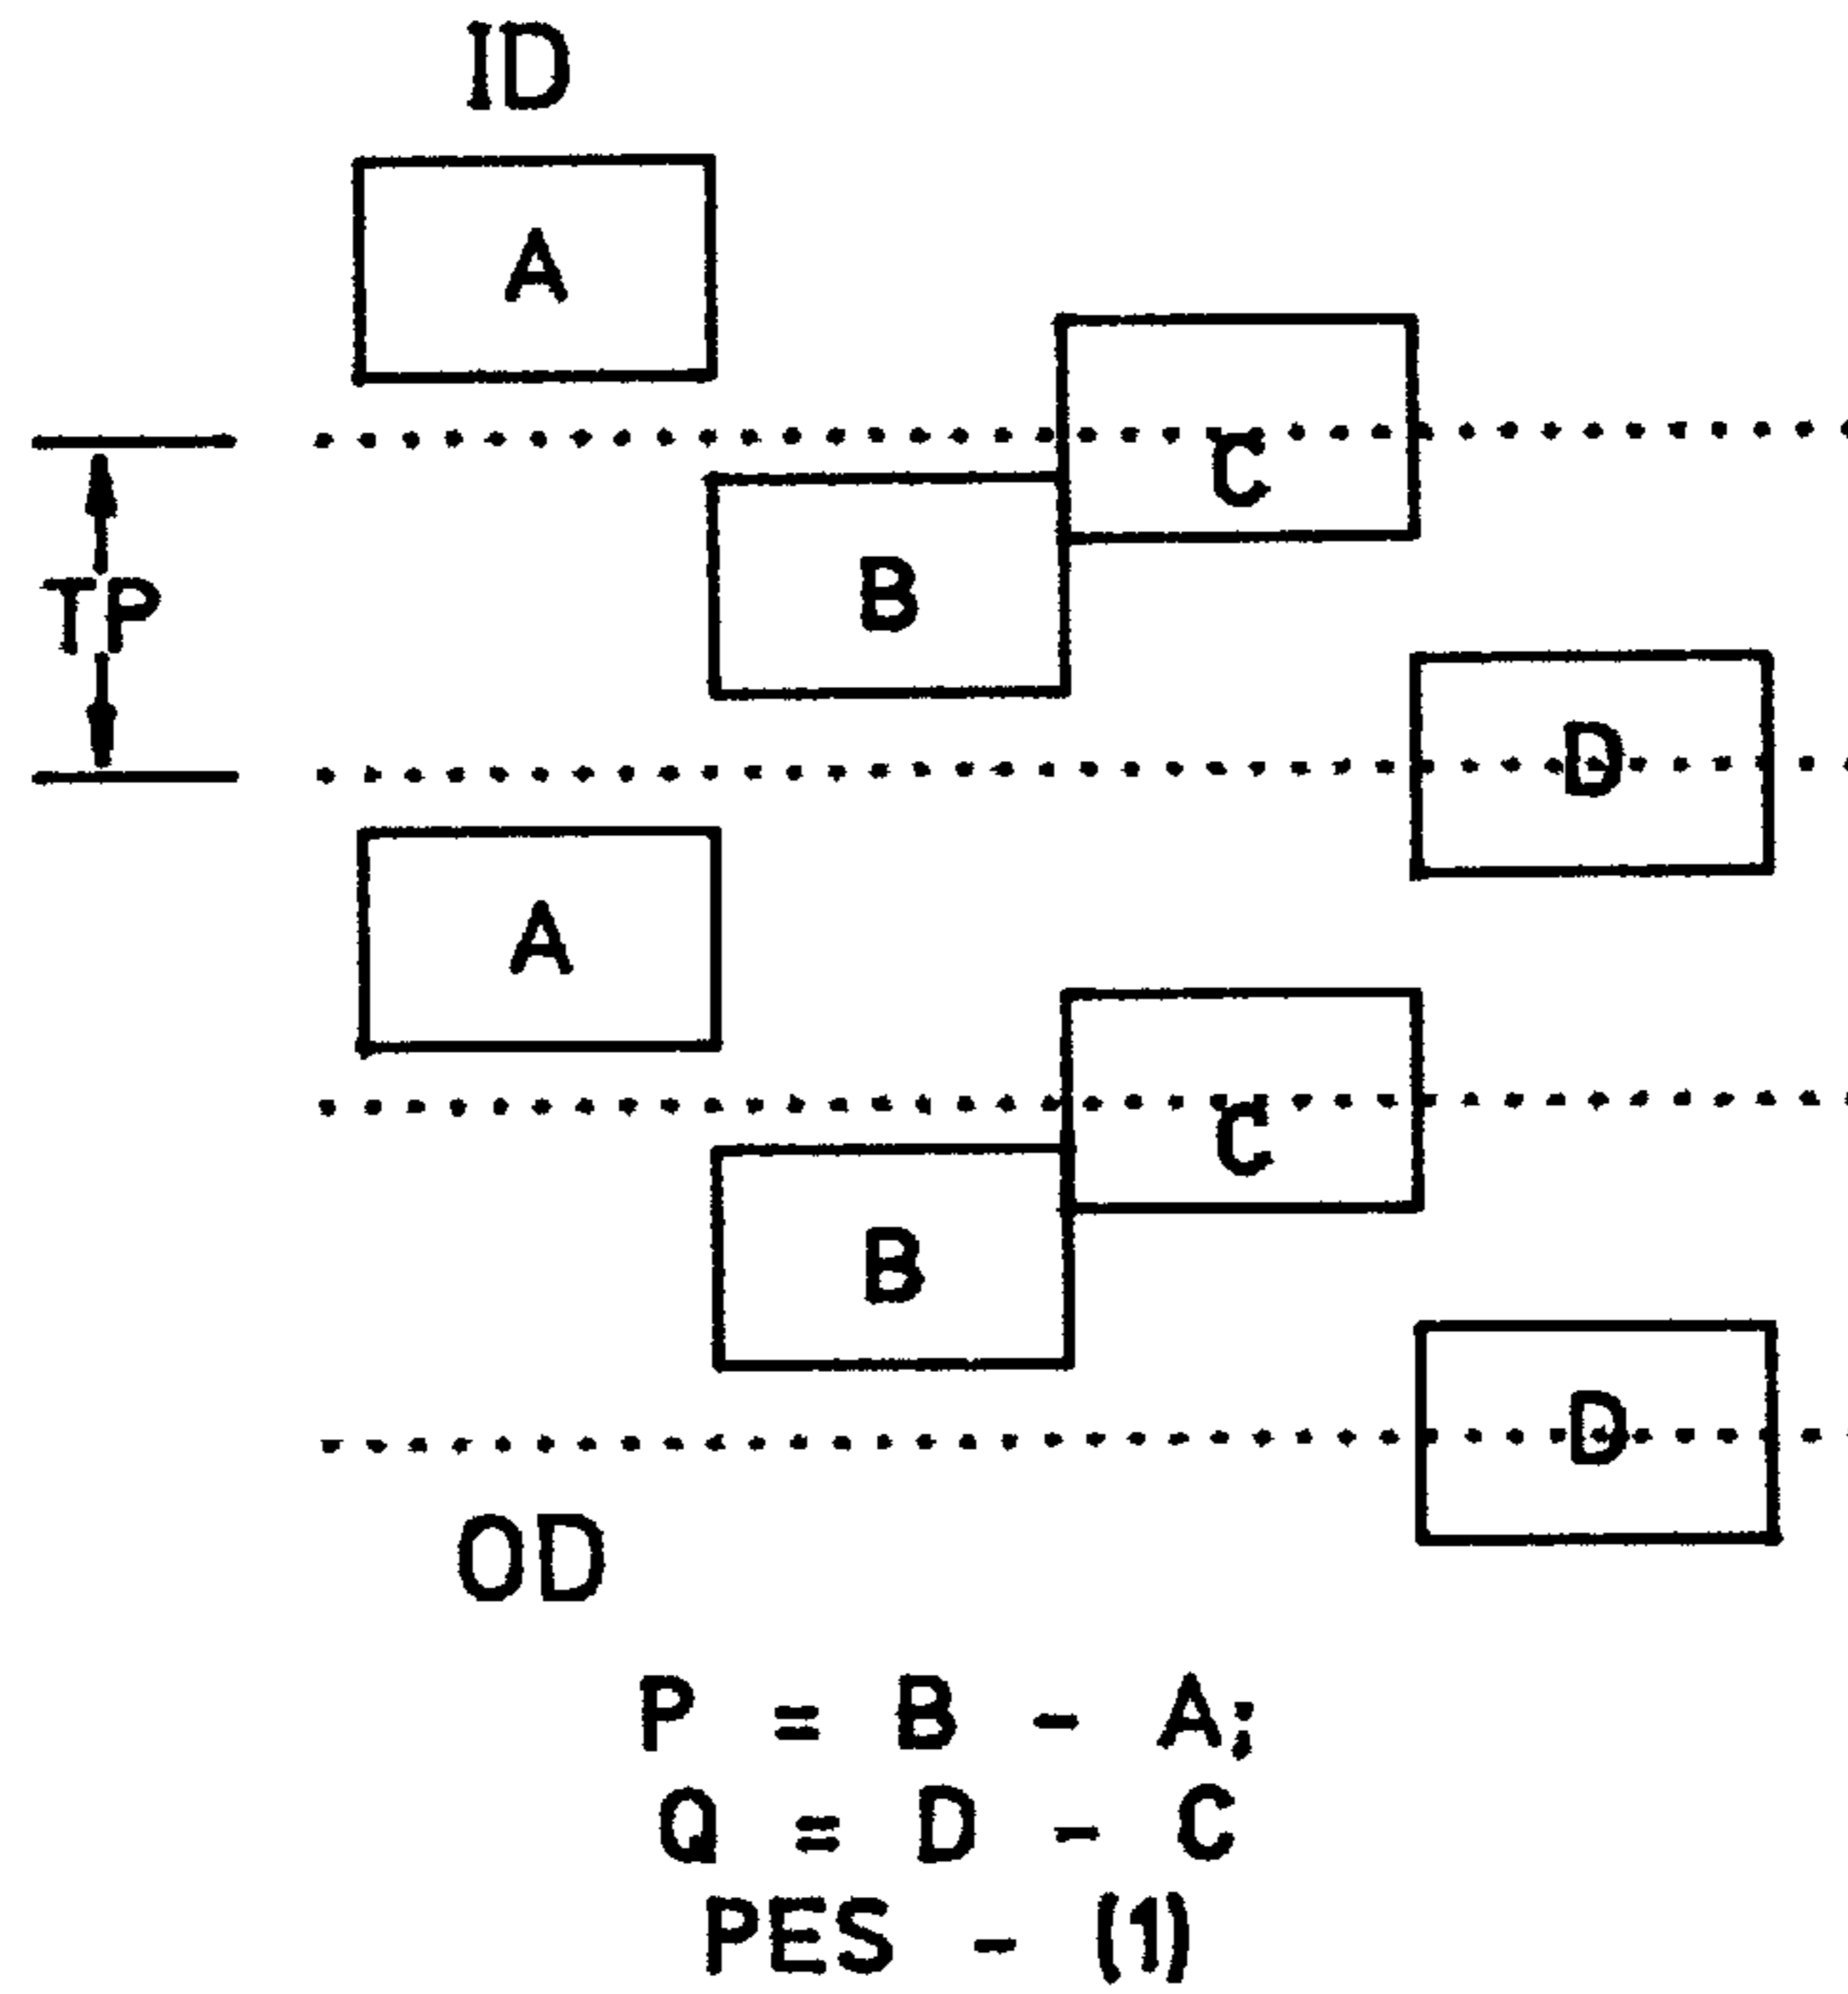 ID
A
C
B
TP
D
A
C
B
D
OD
P = B - A;
Q = D - C
PES - (1)